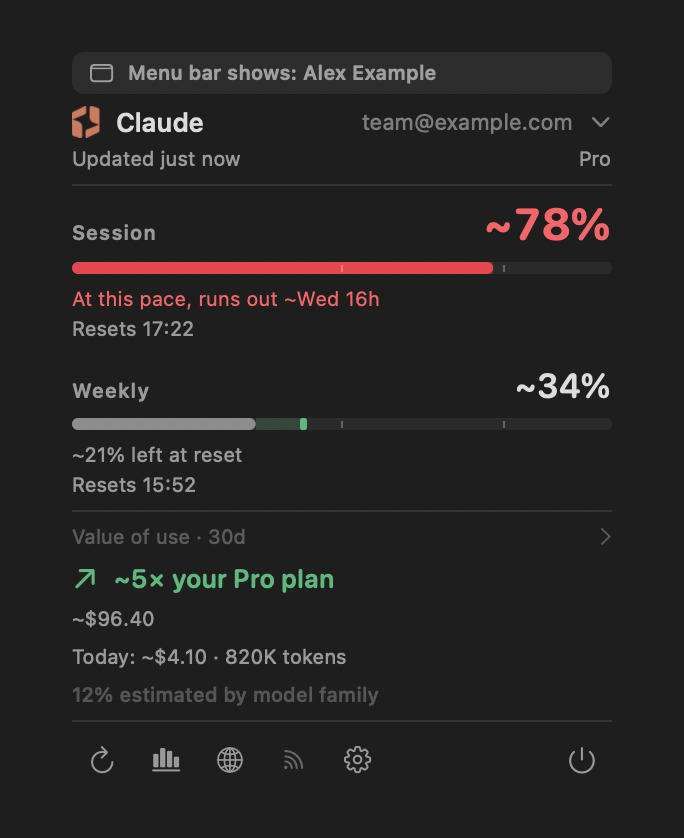 Menu bar shows: Alex Example
Claude team@example.com
Updated just now Pro
Session ~78%
At this pace, runs out ~Wed 16h
Resets 17:22
Weekly ~34%
~21% left at reset
Resets 15:52
Value of use · 30d
~5× your Pro plan
~$96.40
Today: ~$4.10 · 820K tokens
12% estimated by model family